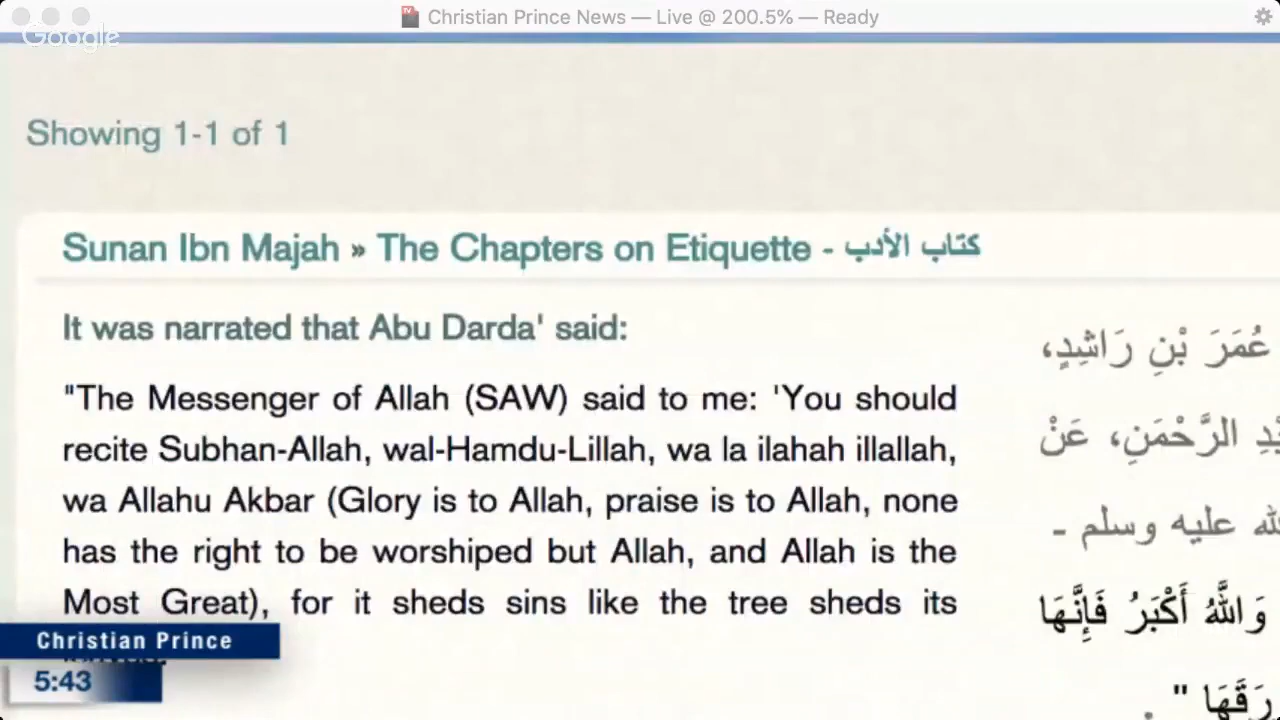 Christian Prince News — Live @ 200.5% — Ready
Google
Showing 1-1 of 1
Sunan Ibn Majah » The Chapters on Etiquette - كتاب الأدب
It was narrated that Abu Darda' said:
"The Messenger of Allah (SAW) said to me: 'You should
recite Subhan-Allah, wal-Hamdu-Lillah, wa la ilahah illallah,
wa Allahu Akbar (Glory is to Allah, praise is to Allah, none
has the right to be worshiped but Allah, and Allah is the
Most Great), for it sheds sins like the tree sheds its
عُمَرَ بْنِ رَاشِدٍ،
الرَّحْمَنِ، عَنْ
عليه وسلم -
وَاللَّهُ أَكْبَرُ فَإِنَّهَا
" .
Christian Prince
5:43